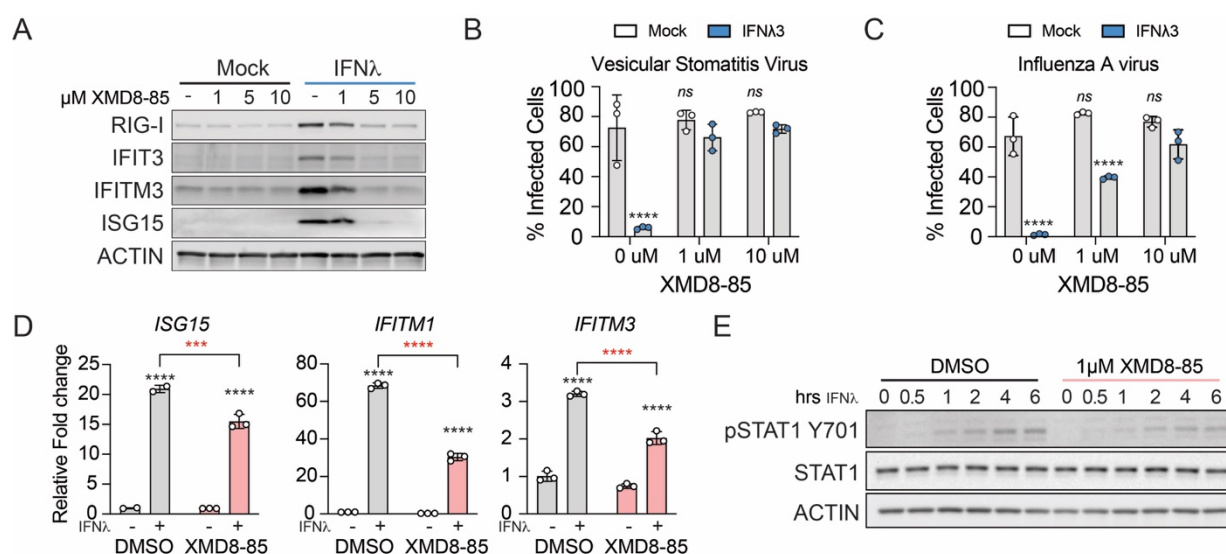 A
Mock IFNλ
μM XMD8-85 - 1 5 10 - 1 5 10
RIG-I
IFIT3
IFITM3
ISG15
ACTIN
B
Mock IFNλ3
Vesicular Stomatitis Virus
% Infected Cells
100
80
60
40
20
0
****
ns
ns
0 uM 1 uM 10 uM
XMD8-85
C
Mock IFNλ3
Influenza A virus
% Infected Cells
100
80
60
40
20
0
****
ns
****
ns
0 uM 1 uM 10 uM
XMD8-85
D
ISG15
Relative Fold change
25
20
15
10
5
0
***
****
****
IFNλ - + - +
DMSO XMD8-85
IFITM1
80
60
40
20
0
****
****
****
- + - +
DMSO XMD8-85
IFITM3
4
3
2
1
0
****
****
****
IFNλ - + - +
DMSO XMD8-85
E
DMSO 1μM XMD8-85
hrs IFNλ 0 0.5 1 2 4 6 0 0.5 1 2 4 6
pSTAT1 Y701
STAT1
ACTIN